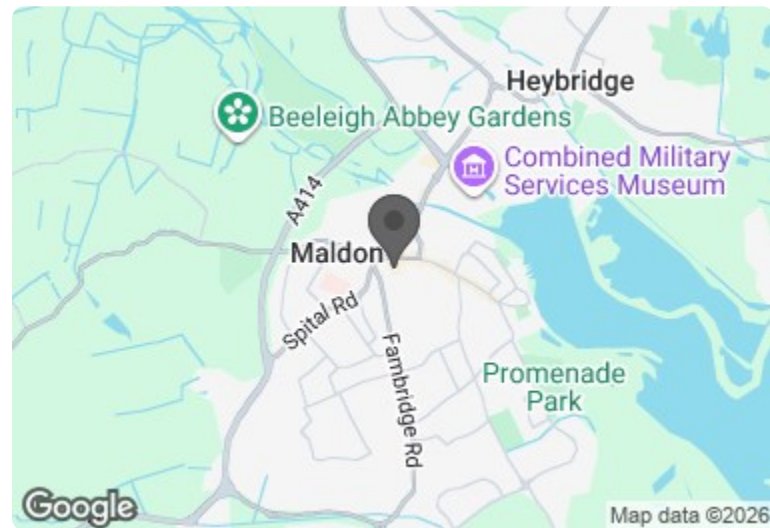 Heybridge
Beeleigh Abbey Gardens
Combined Military
Services Museum
A414
Maldon
Spital Rd
Fambridge Rd
Promenade
Park
Google
Map data ©2026